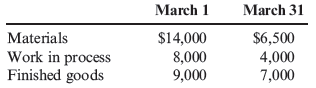 March 1 March 31
Materials $14,000 $6,500
Work in process 8,000 4,000
Finished goods 9,000 7,000